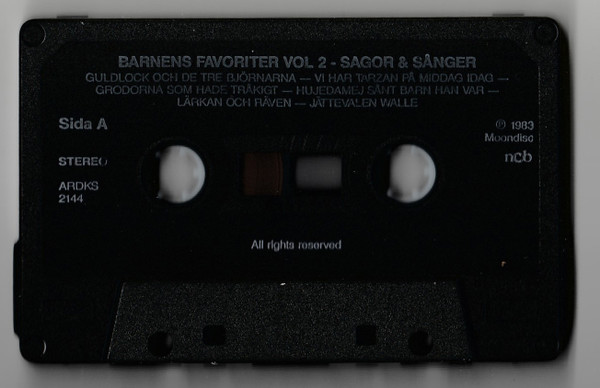 BARNENS FAVORITER VOL 2 - SAGOR & SÅNGER
GULDLOCK OCH DE TRE BJÖRNARNA — VI HAR TARZAN PÅ MIDDAG IDAG —
GRODORNA SOM HADE TRÅKIGT — HUJEDAMEJ SÅNT BARN HAN VAR —
LÄRKAN OCH RÄVEN — JÄTTEVALEN WALLE
Sida A
℗ 1983
Moondisc
STEREO
ncb
ARDKS
2144
All rights reserved